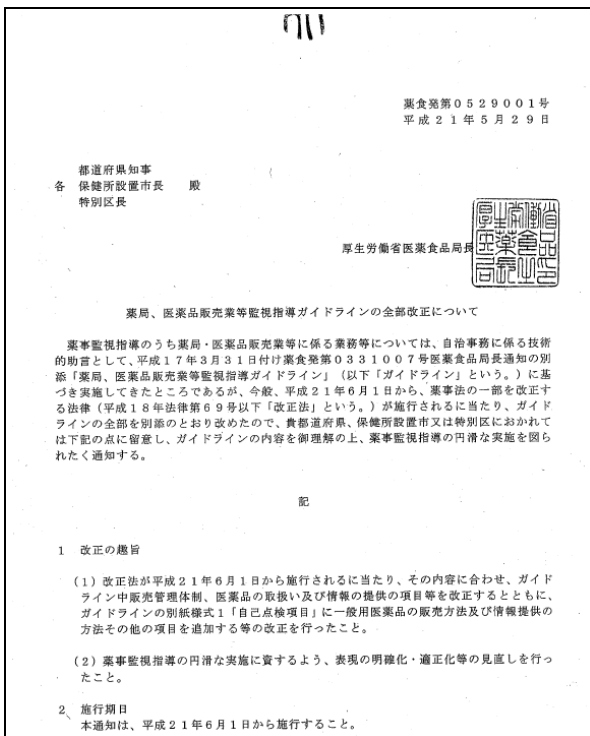 薬食発第0529001号
平成21年5月29日
都道府県知事
各 保健所設置市長 殿
特別区長
厚生労働省医薬食品局長
薬局、医薬品販売業等監視指導ガイドラインの全部改正について
薬事監視指導のうち薬局・医薬品販売業等に係る業務等については、自治事務に係る技術
的助言として、平成17年3月31日付け薬食発第0331007号医薬食品局長通知の別
添「薬局、医薬品販売業等監視指導ガイドライン」（以下「ガイドライン」という。）に基
づき実施してきたところであるが、今般、平成21年6月1日から、薬事法の一部を改正す
る法律（平成18年法律第69号以下「改正法」という。）が施行されるに当たり、ガイド
ラインの全部を別添のとおり改めたので、貴都道府県、保健所設置市又は特別区におかれて
は下記の点に留意し、ガイドラインの内容を御理解の上、薬事監視指導の円滑な実施を図ら
れたく通知する。
記
1 改正の趣旨
（1）改正法が平成21年6月1日から施行されるに当たり、その内容に合わせ、ガイド
ライン中販売管理体制、医薬品の取扱い及び情報の提供の項目等を改正するとともに、
ガイドラインの別紙様式1「自己点検項目」に一般用医薬品の販売方法及び情報提供の
方法その他の項目を追加する等の改正を行ったこと。
（2）薬事監視指導の円滑な実施に資するよう、表現の明確化・適正化等の見直しを行っ
たこと。
2 施行期日
本通知は、平成21年6月1日から施行すること。